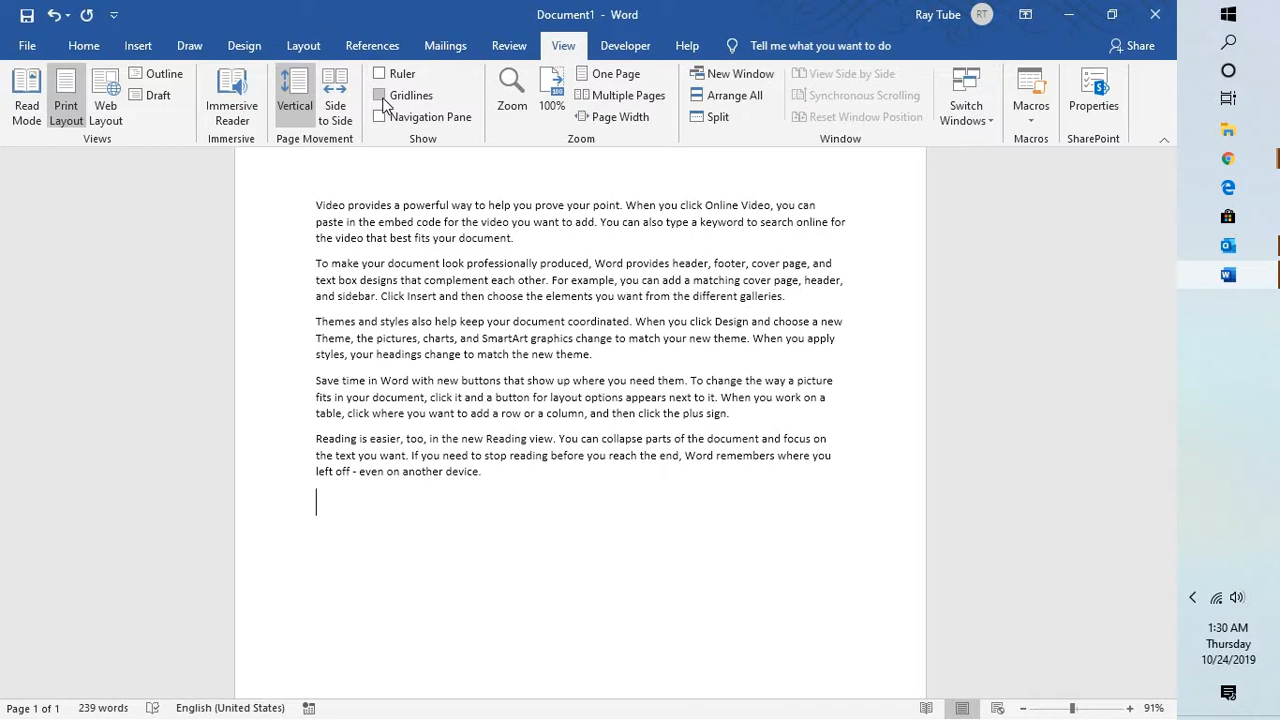 Document1 - Word
Ray Tube
RT
File
Home
Insert
Draw
Design
Layout
References
Mailings
Review
View
Developer
Help
Tell me what you want to do
Share
Read
Mode
Print
Layout
Web
Layout
Outline
Draft
Views
Immersive
Reader
Immersive
Vertical
Side
to Side
Page Movement
Ruler
Gridlines
Navigation Pane
Show
Zoom
100
100%
One Page
Multiple Pages
Page Width
Zoom
New Window
Arrange All
Split
View Side by Side
Synchronous Scrolling
Reset Window Position
Window
Switch
Windows
Macros
Macros
Properties
SharePoint
Video provides a powerful way to help you prove your point. When you click Online Video, you can
paste in the embed code for the video you want to add. You can also type a keyword to search online for
the video that best fits your document.
To make your document look professionally produced, Word provides header, footer, cover page, and
text box designs that complement each other. For example, you can add a matching cover page, header,
and sidebar. Click Insert and then choose the elements you want from the different galleries.
Themes and styles also help keep your document coordinated. When you click Design and choose a new
Theme, the pictures, charts, and SmartArt graphics change to match your new theme. When you apply
styles, your headings change to match the new theme.
Save time in Word with new buttons that show up where you need them. To change the way a picture
fits in your document, click it and a button for layout options appears next to it. When you work on a
table, click where you want to add a row or a column, and then click the plus sign.
Reading is easier, too, in the new Reading view. You can collapse parts of the document and focus on
the text you want. If you need to stop reading before you reach the end, Word remembers where you
left off - even on another device.
Page 1 of 1
239 words
English (United States)
91%
1:30 AM
Thursday
10/24/2019